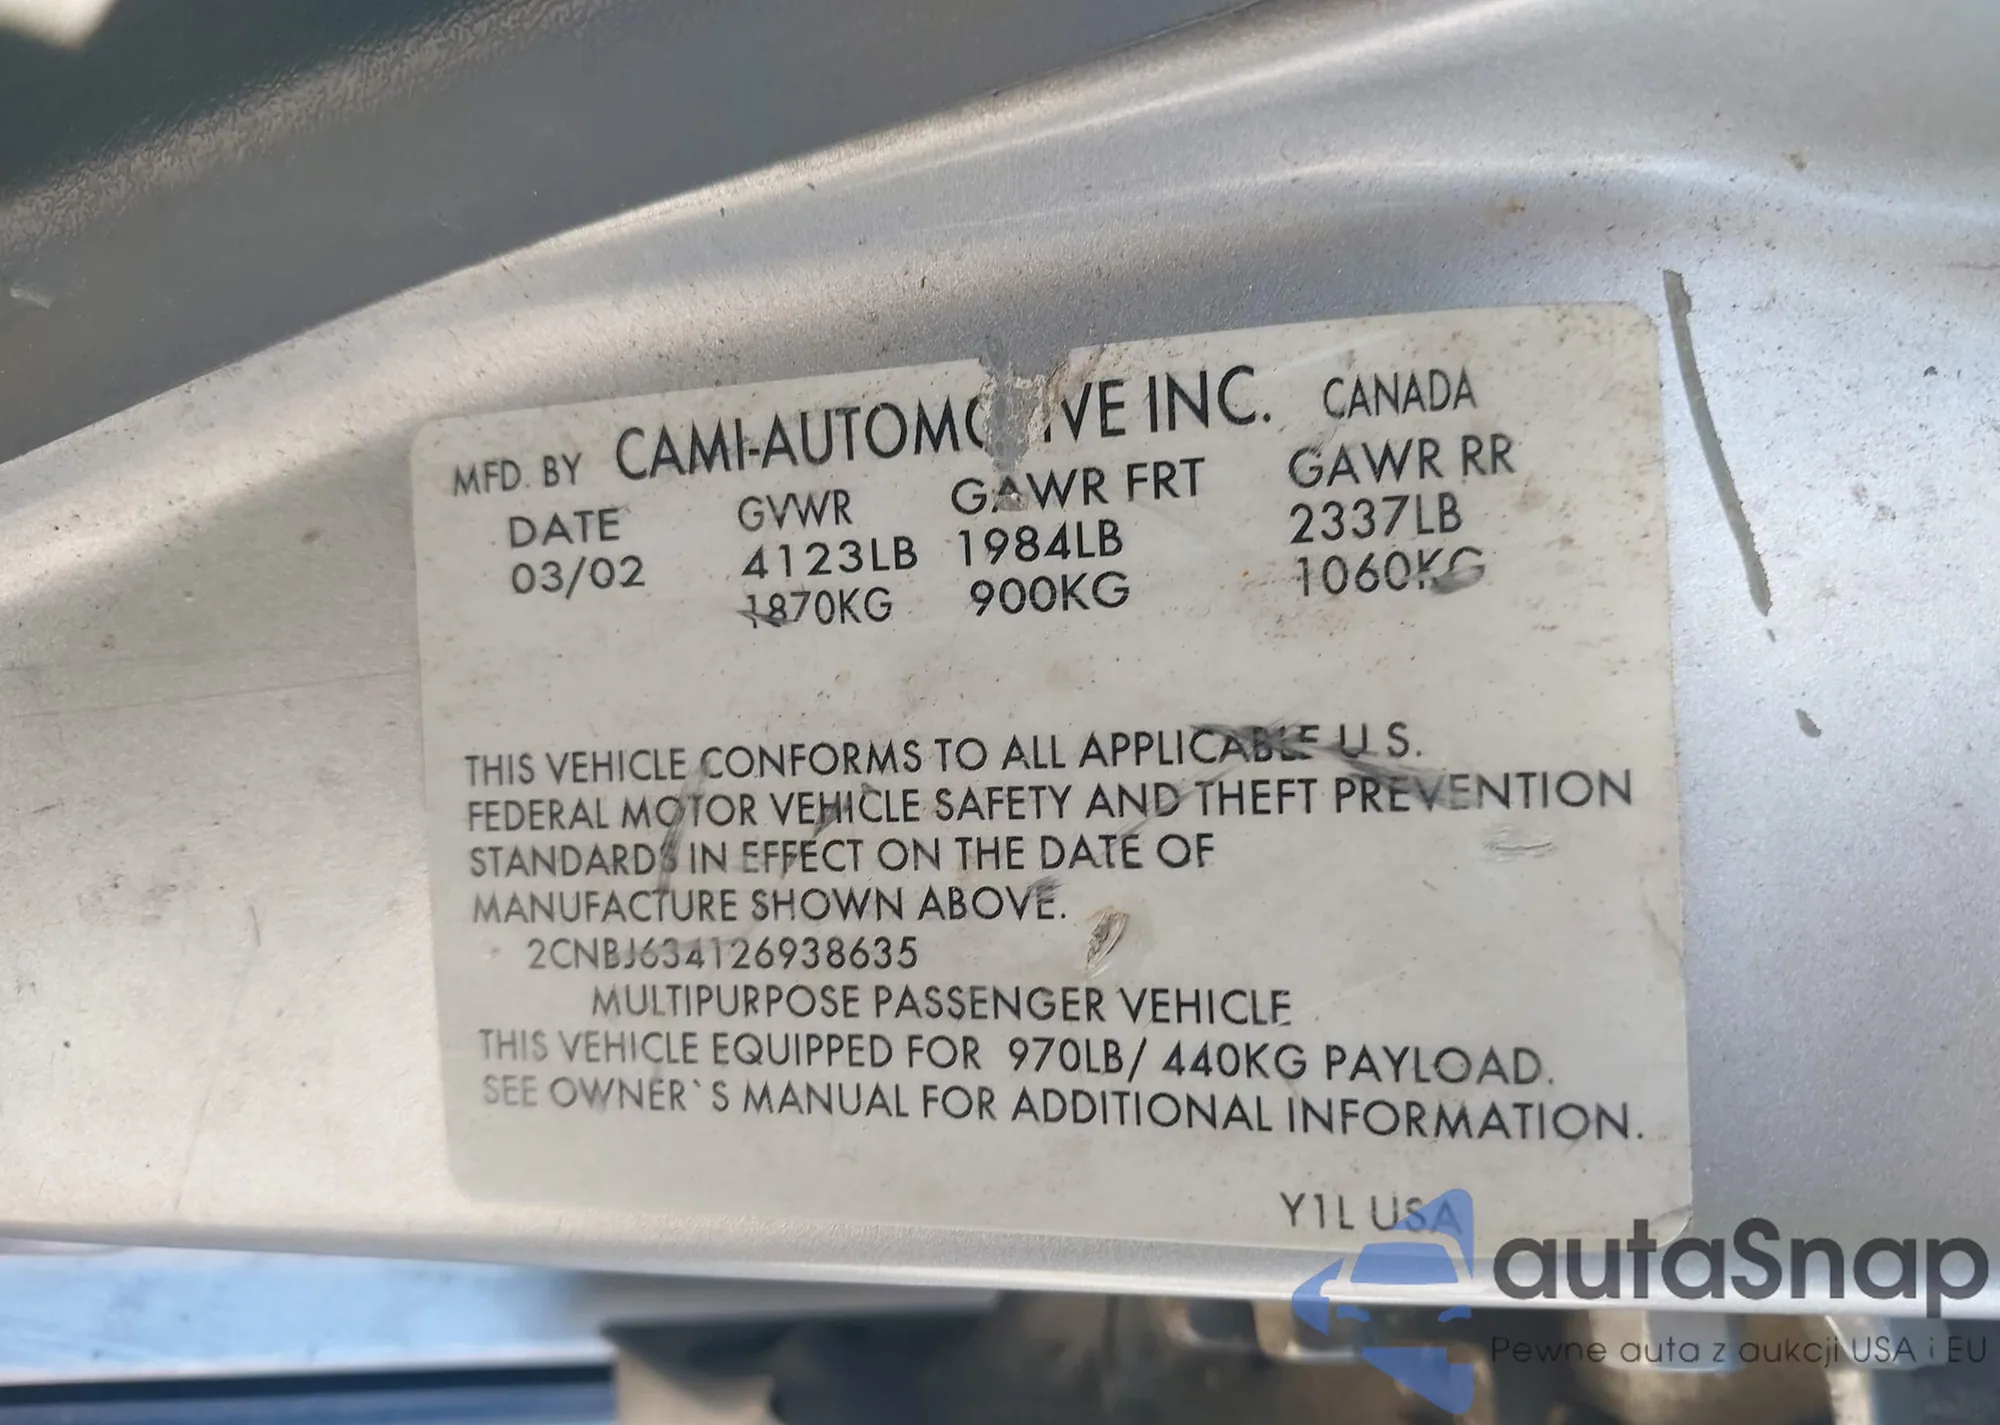 MFD. BY CAMI-AUTOMOTIVE INC. CANADA
DATE GVWR GAWR FRT GAWR RR
03/02 4123LB 1984LB 2337LB
1870KG 900KG 1060KG
THIS VEHICLE CONFORMS TO ALL APPLICABLE U.S.
FEDERAL MOTOR VEHICLE SAFETY AND THEFT PREVENTION
STANDARDS IN EFFECT ON THE DATE OF
MANUFACTURE SHOWN ABOVE.
2CNBJ634126938635
MULTIPURPOSE PASSENGER VEHICLE
THIS VEHICLE EQUIPPED FOR 970LB/ 440KG PAYLOAD.
SEE OWNER`S MANUAL FOR ADDITIONAL INFORMATION.
Y1L USA
autaSnap
Pewne auta z aukcji USA i EU